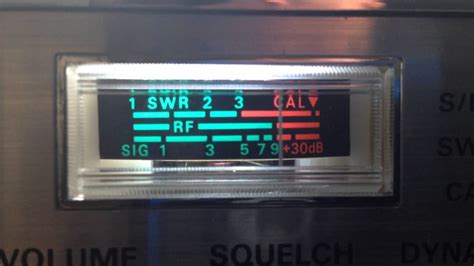 1 SWR 2 3 CAL▼
RF
SIG 1 3 5 7 9 +30dB
S/
SW
CA
VOLUME SQUELCH DYNA